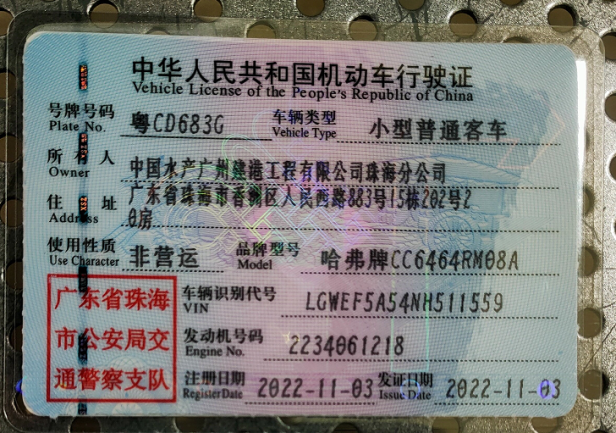 中华人民共和国机动车行驶证
Vehicle License of the People's Republic of China
号牌号码 粤CD683G 车辆类型 小型普通客车
Plate No. Vehicle Type
所有人 中国水产广州建港工程有限公司珠海分公司
Owner
住址 广东省珠海市香洲区人民西路883号15栋202号2
Address 0房
使用性质 非营运 品牌型号 哈弗牌CC6464RM08A
Use Character Model
广东省珠海 车辆识别代号 LGWEF5A54NH511559
VIN
市公安局交 发动机号码 2234061218
Engine No.
通警察支队 注册日期 2022-11-03 发证日期 2022-11-03
Register Date Issue Date